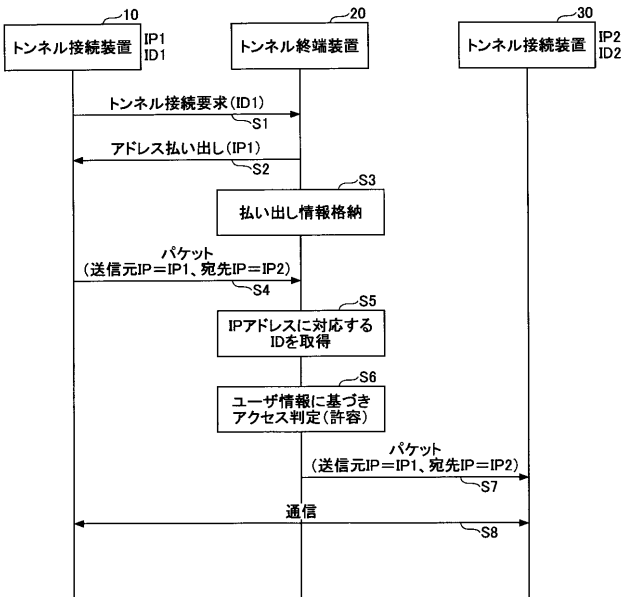 10
20
30
トンネル接続装置
IP1
ID1
トンネル終端装置
トンネル接続装置
IP2
ID2
トンネル接続要求(ID1)
S1
アドレス払い出し(IP1)
S2
S3
払い出し情報格納
パケット
(送信元IP=IP1、宛先IP=IP2)
S4
S5
IPアドレスに対応する
IDを取得
S6
ユーザ情報に基づき
アクセス判定(許容)
パケット
(送信元IP=IP1、宛先IP=IP2)
S7
通信
S8